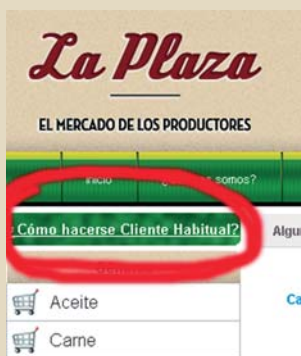 La Plaza
EL MERCADO DE LOS PRODUCTORES
Inicio somos?
Cómo hacerse Cliente Habitual?
Algu
Aceite
Ca
Carne